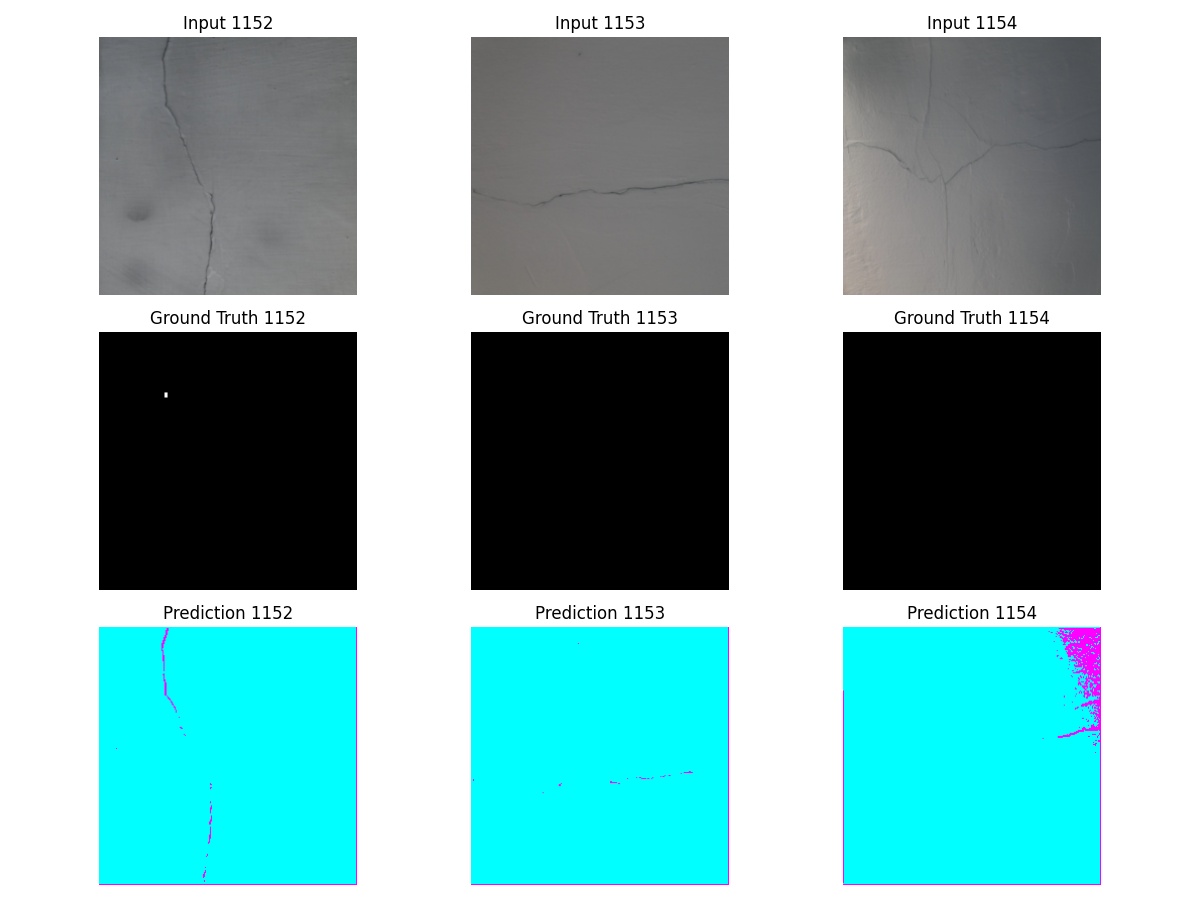 Input 1152
Input 1153
Input 1154
Ground Truth 1152
Ground Truth 1153
Ground Truth 1154
Prediction 1152
Prediction 1153
Prediction 1154